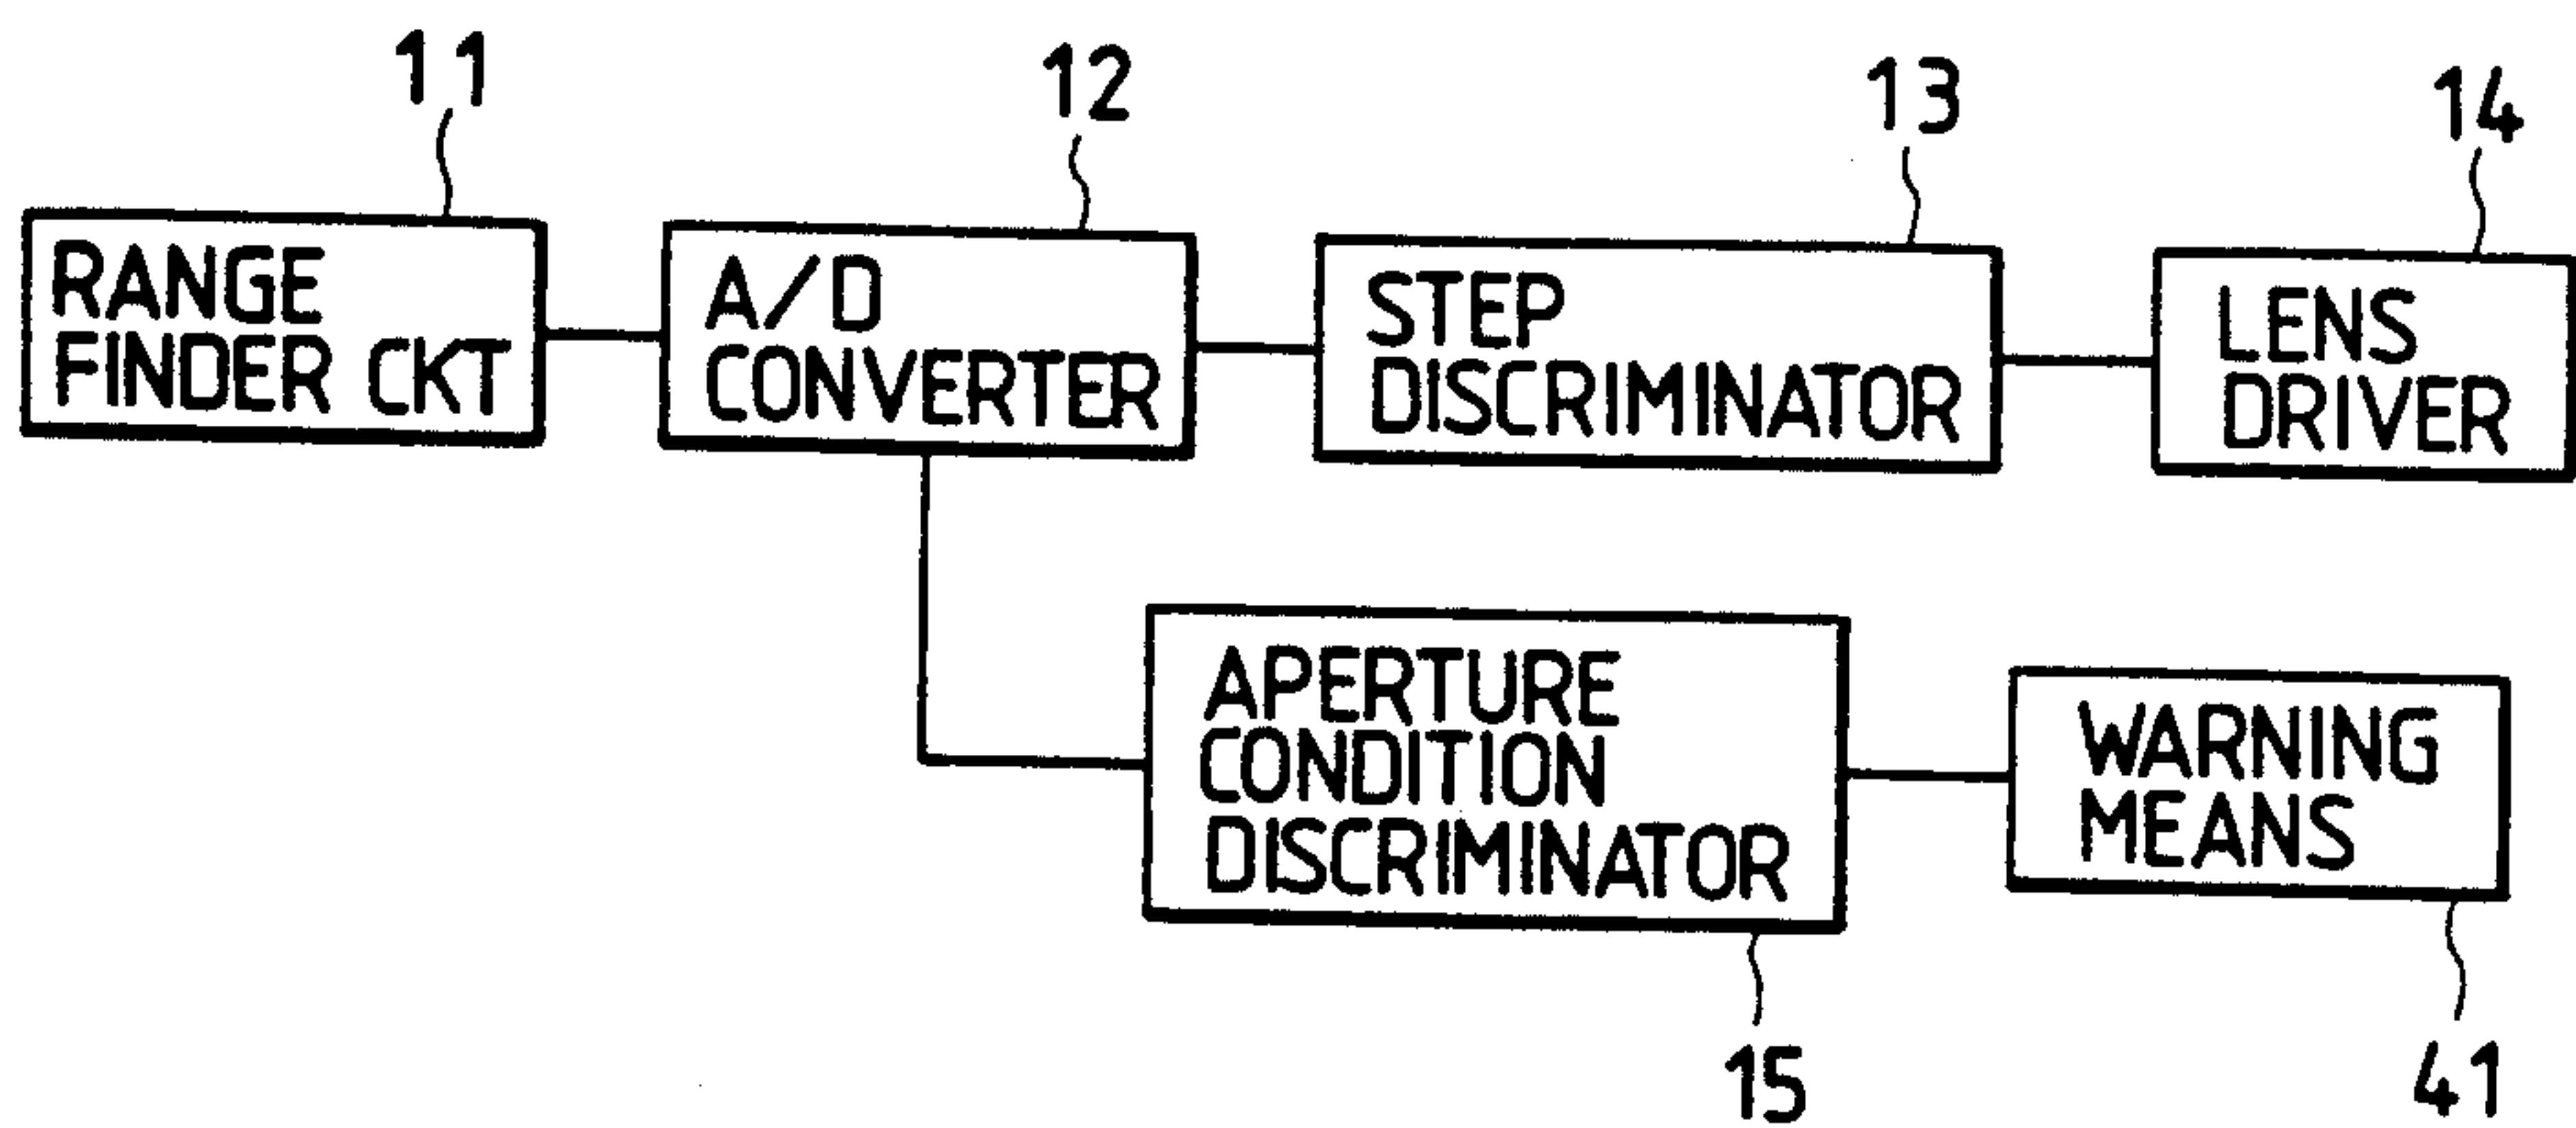 11
12
13
14
RANGE
FINDER CKT
A/D
CONVERTER
STEP
DISCRIMINATOR
LENS
DRIVER
APERTURE
CONDITION
DISCRIMINATOR
WARNING
MEANS
15
41